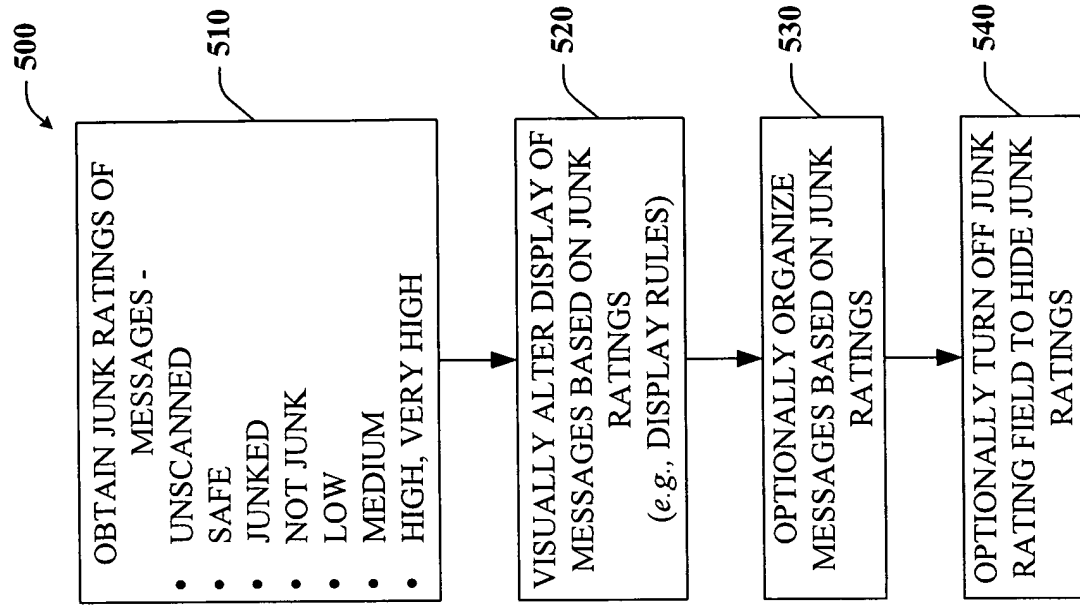 500
510
OBTAIN JUNK RATINGS OF
MESSAGES -
• UNSCANNED
• SAFE
• JUNKED
• NOT JUNK
• LOW
• MEDIUM
• HIGH, VERY HIGH
520
VISUALLY ALTER DISPLAY OF
MESSAGES BASED ON JUNK
RATINGS
(e.g., DISPLAY RULES)
530
OPTIONALLY ORGANIZE
MESSAGES BASED ON JUNK
RATINGS
540
OPTIONALLY TURN OFF JUNK
RATING FIELD TO HIDE JUNK
RATINGS